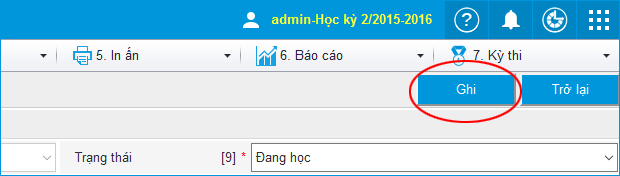 admin-Học kỳ 2/2015-2016 ?
5. In ấn 6. Báo cáo 7. Kỳ thi
Ghi Trở lại
Trạng thái [9] * Đang học